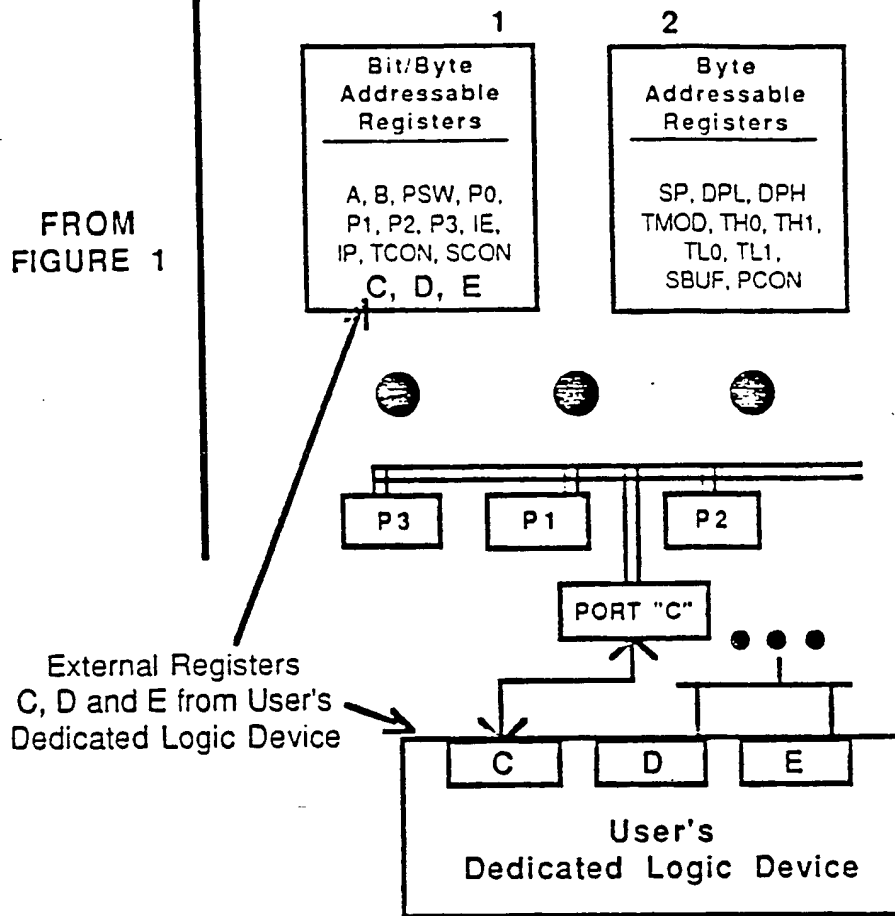 1
2
Bit/Byte
Addressable
Registers
A, B, PSW, P0,
P1, P2, P3, IE,
IP, TCON, SCON
C, D, E
Byte
Addressable
Registers
SP, DPL, DPH
TMOD, TH0, TH1,
TL0, TL1,
SBUF, PCON
FROM
FIGURE 1
P3
P1
P2
PORT "C"
External Registers
C, D and E from User's
Dedicated Logic Device
C
D
E
User's
Dedicated Logic Device